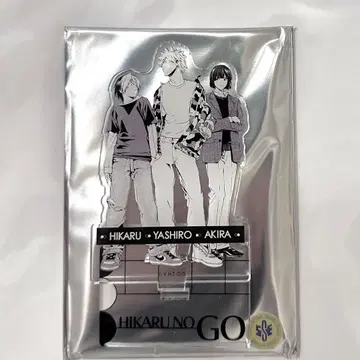 · HIKARU · YASHIRO · AKIRA ·
HIKARU NO GO